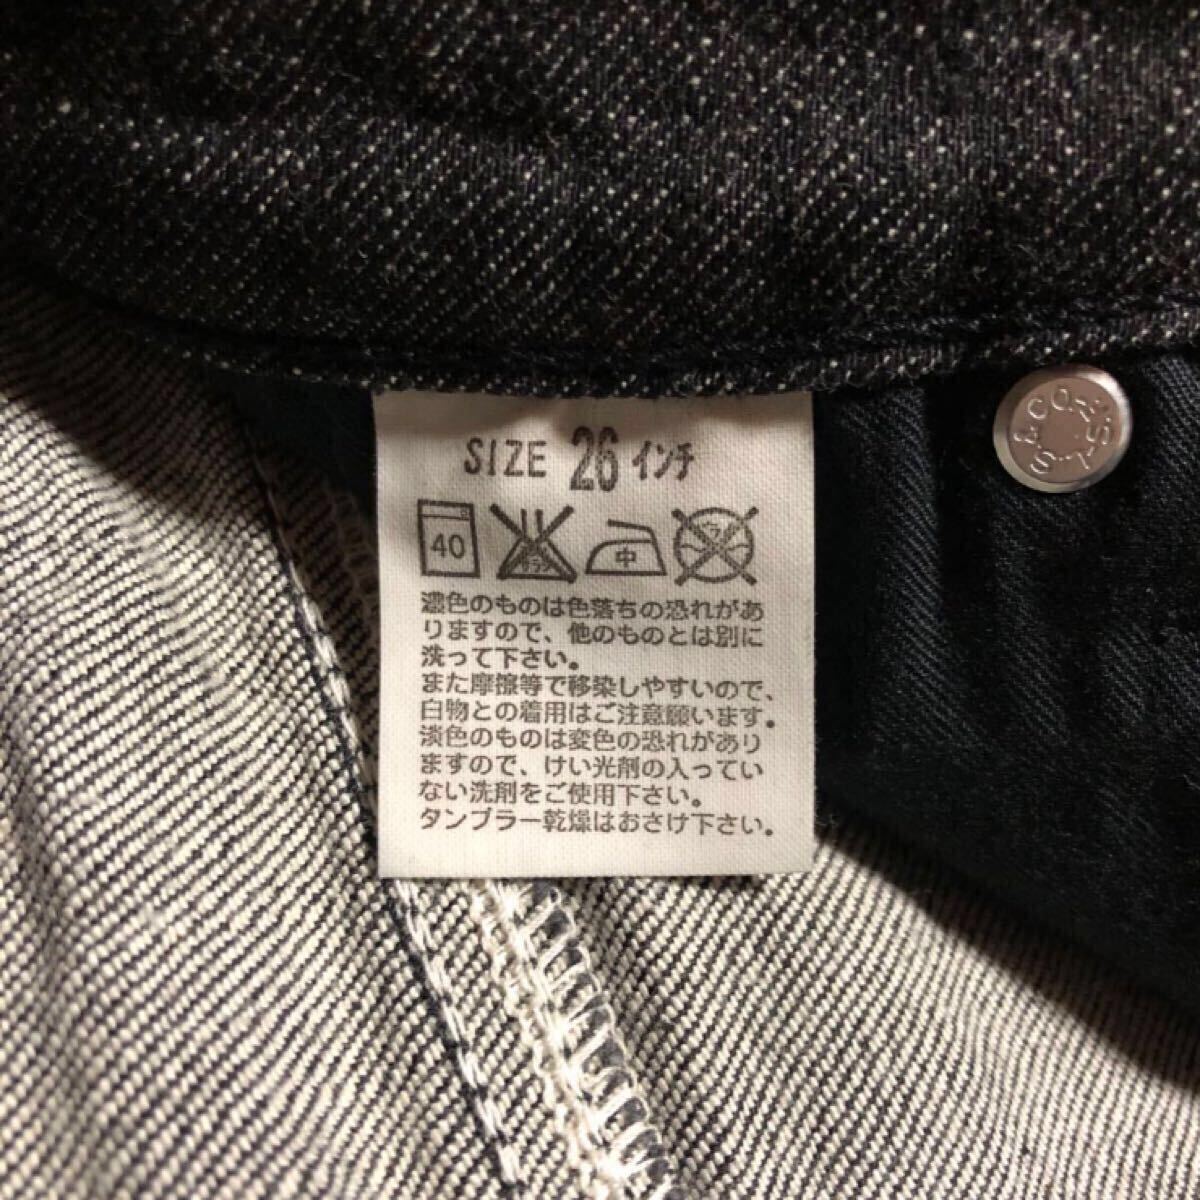 SIZE 26 インチ
40 エンソサラシ 中
濃色のものは色落ちの恐れがあ
りますので、他のものとは別に
洗って下さい。
また摩擦等で移染しやすいので、
白物との着用はご注意願います。
淡色のものは変色の恐れがあり
ますので、けい光剤の入ってい
ない洗剤をご使用下さい。
タンブラー乾燥はおさけ下さい。